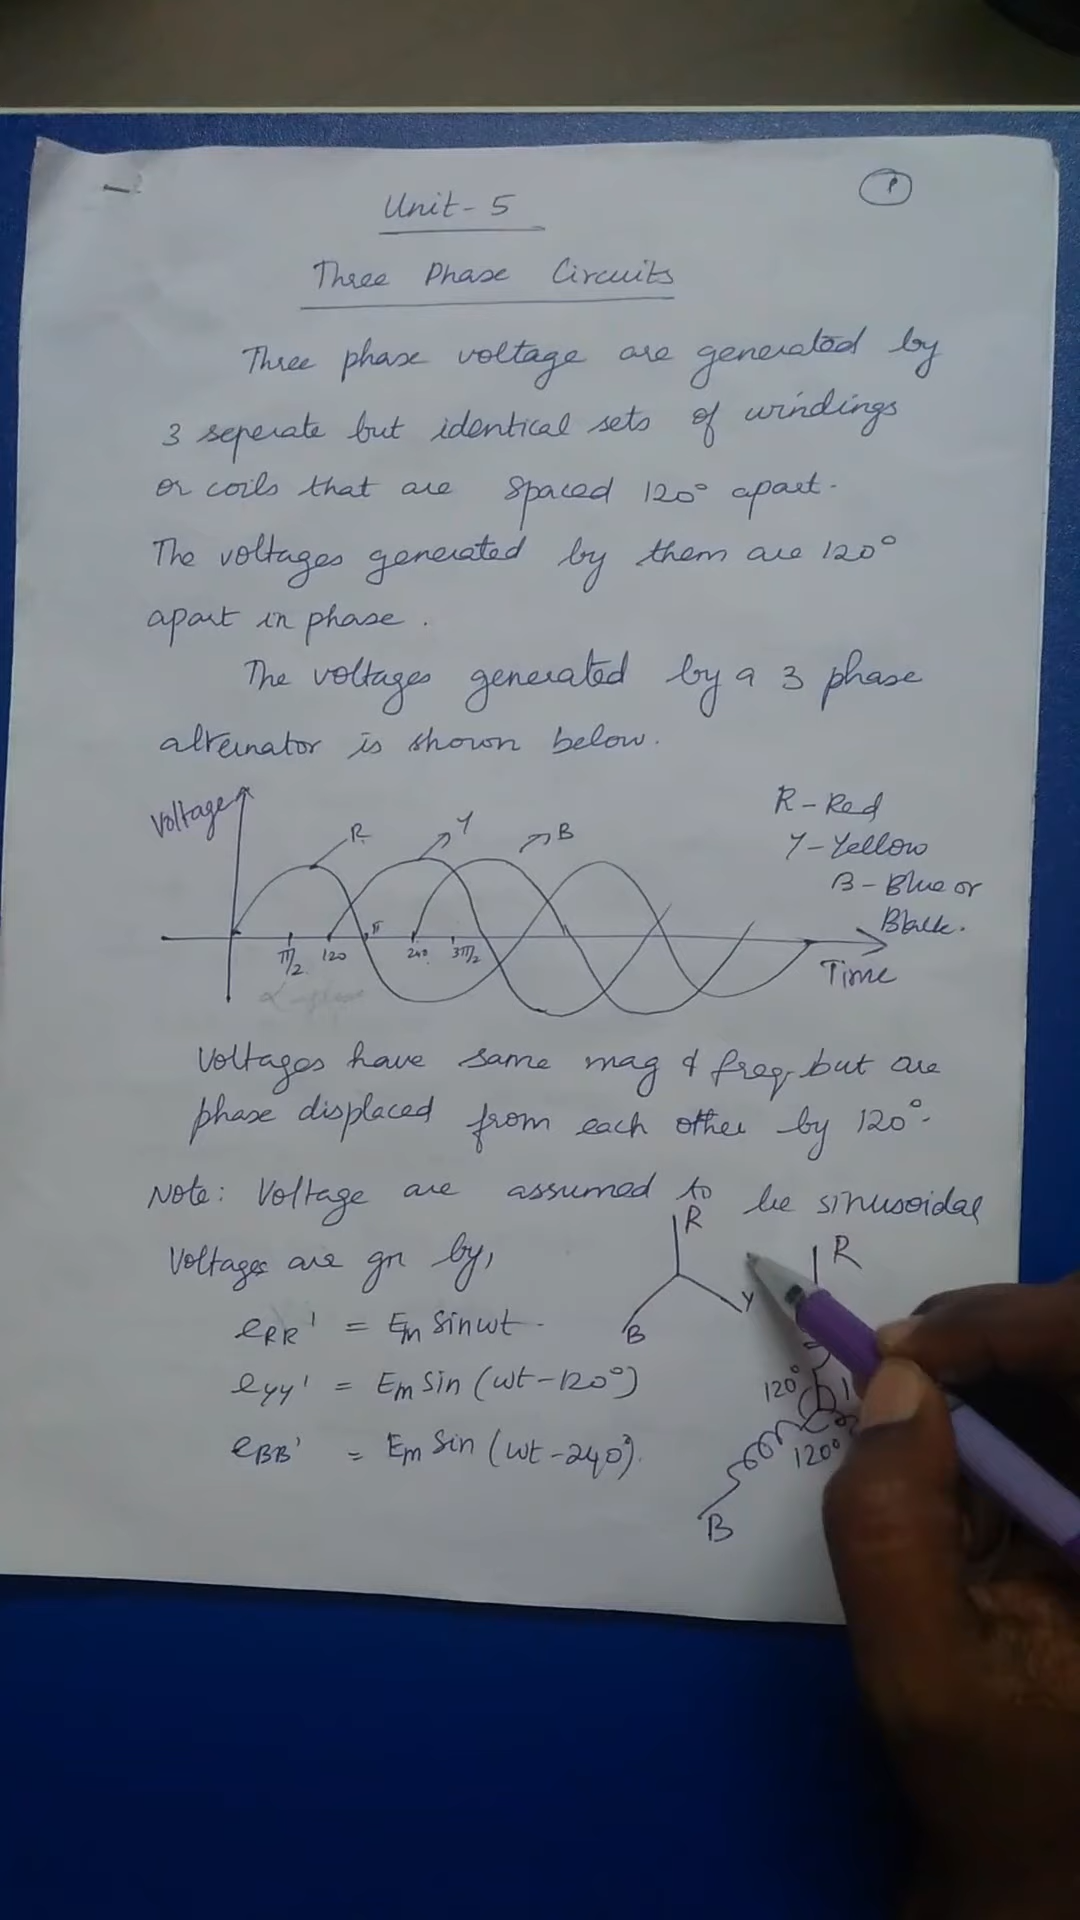 1
Unit- 5
Three Phase Circuits
Three phase voltage are generated by
3 seperate but identical sets of windings
or coils that are spaced 120° apart.
The voltages generated by them are 120°
apart in phase.
The voltages generated by a 3 phase
alternator is shown below.
Voltage
R
Y
B
R - Red
Y - Yellow
B - Blue or
Black.
π/2
120
π
240
3π/2
Time
Voltages have same mag & freq. but are
phase displaced from each other by 120°.
Note: Voltage are assumed to be sinusoidal
Voltages are gn by,
eRR' = Em Sinwt.
eYY' = Em Sin (wt-120°)
eBB' = Em Sin (wt-240°).
R
Y
B
R
120°
120°
B